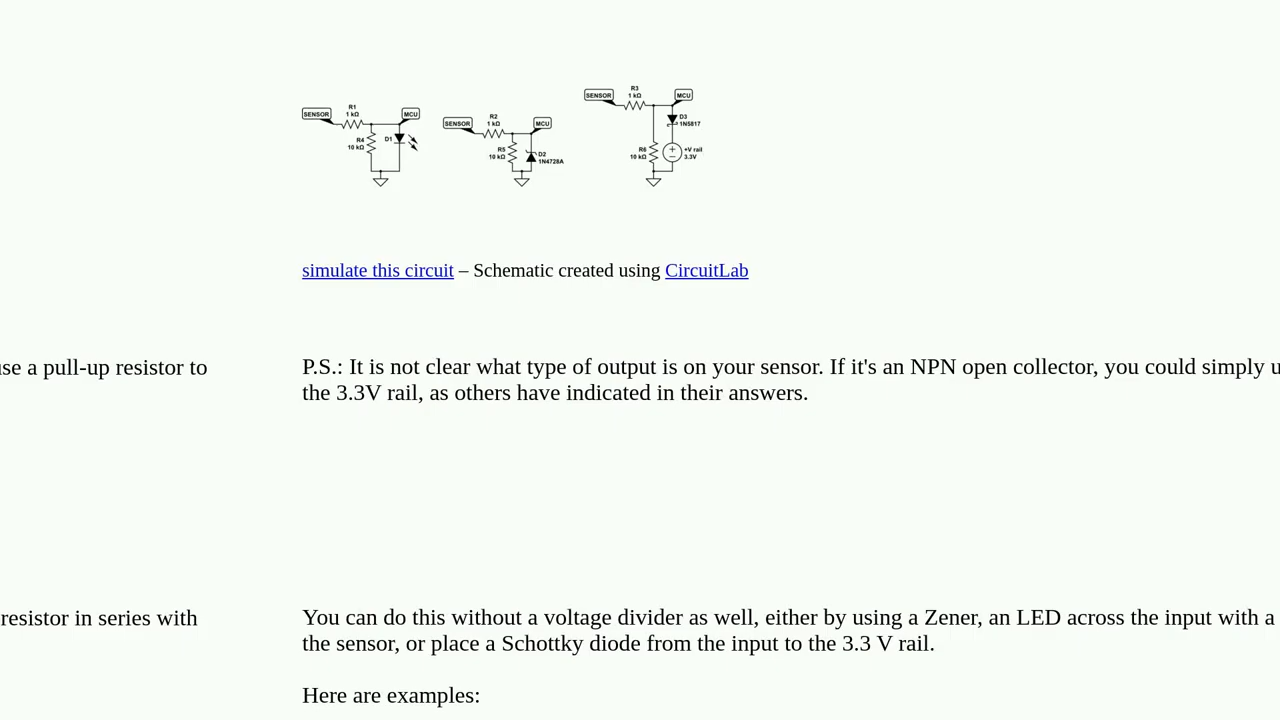 SENSOR
R1
1 kΩ
MCU
R4
10 kΩ
D1
SENSOR
R2
1 kΩ
MCU
R5
10 kΩ
D2
1N4728A
SENSOR
R3
1 kΩ
MCU
D3
1N5817
R6
10 kΩ
+V rail
3.3V
simulate this circuit – Schematic created using CircuitLab
a pull-up resistor to
P.S.: It is not clear what type of output is on your sensor. If it's an NPN open collector, you could simply
the 3.3V rail, as others have indicated in their answers.
resistor in series with
You can do this without a voltage divider as well, either by using a Zener, an LED across the input with a
the sensor, or place a Schottky diode from the input to the 3.3 V rail.
Here are examples: